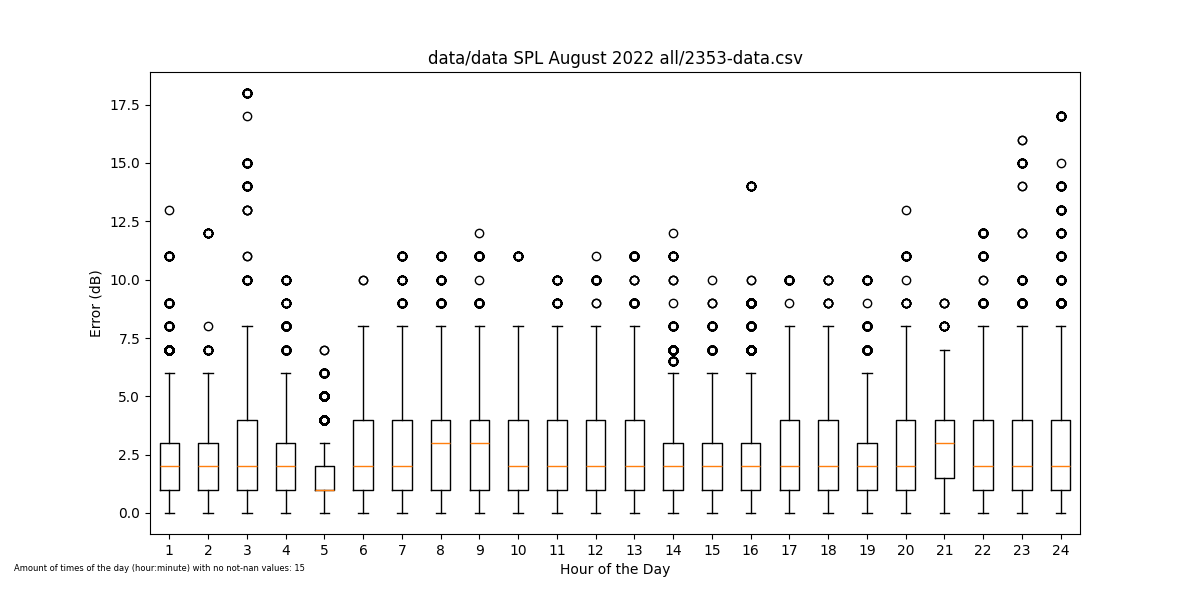 data/data SPL August 2022 all/2353-data.csv
Error (dB)
17.5
15.0
12.5
10.0
7.5
5.0
2.5
0.0
1 2 3 4 5 6 7 8 9 10 11 12 13 14 15 16 17 18 19 20 21 22 23 24
Hour of the Day
Amount of times of the day (hour:minute) with no not-nan values: 15